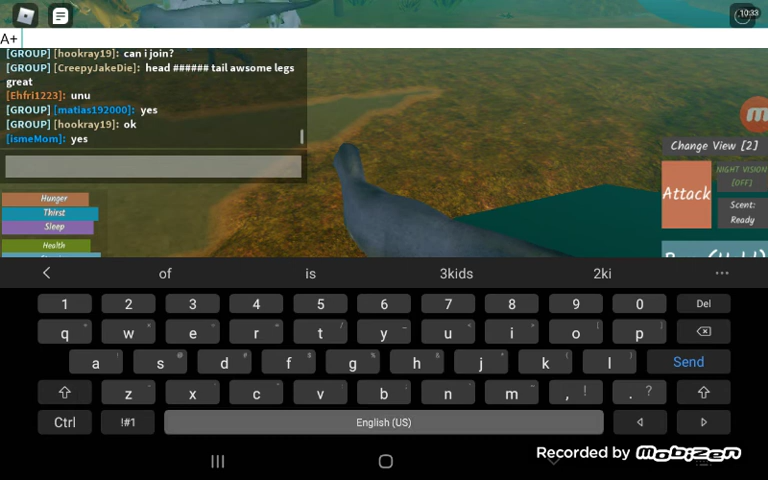 10:33
A+
[GROUP] [hookray19]: can i join?
[GROUP] [CreepyJakeDie]: head ###### tail awsome legs
great
[Ehfri1223]: unu
[GROUP] [matias192000]: yes
[GROUP] [hookray19]: ok
[ismeMom]: yes
Change View [2]
Attack
NIGHT VISION
[OFF]
Scent:
Ready
Hunger
Thirst
Sleep
Health
< of is 3kids 2ki ...
1 2 3 4 5 6 7 8 9 0 Del
q w e r t y u i o p
a s d f g h j k l Send
z x c v b n m , ! . ?
Ctrl !#1 English (US)
Recorded by Mobizen